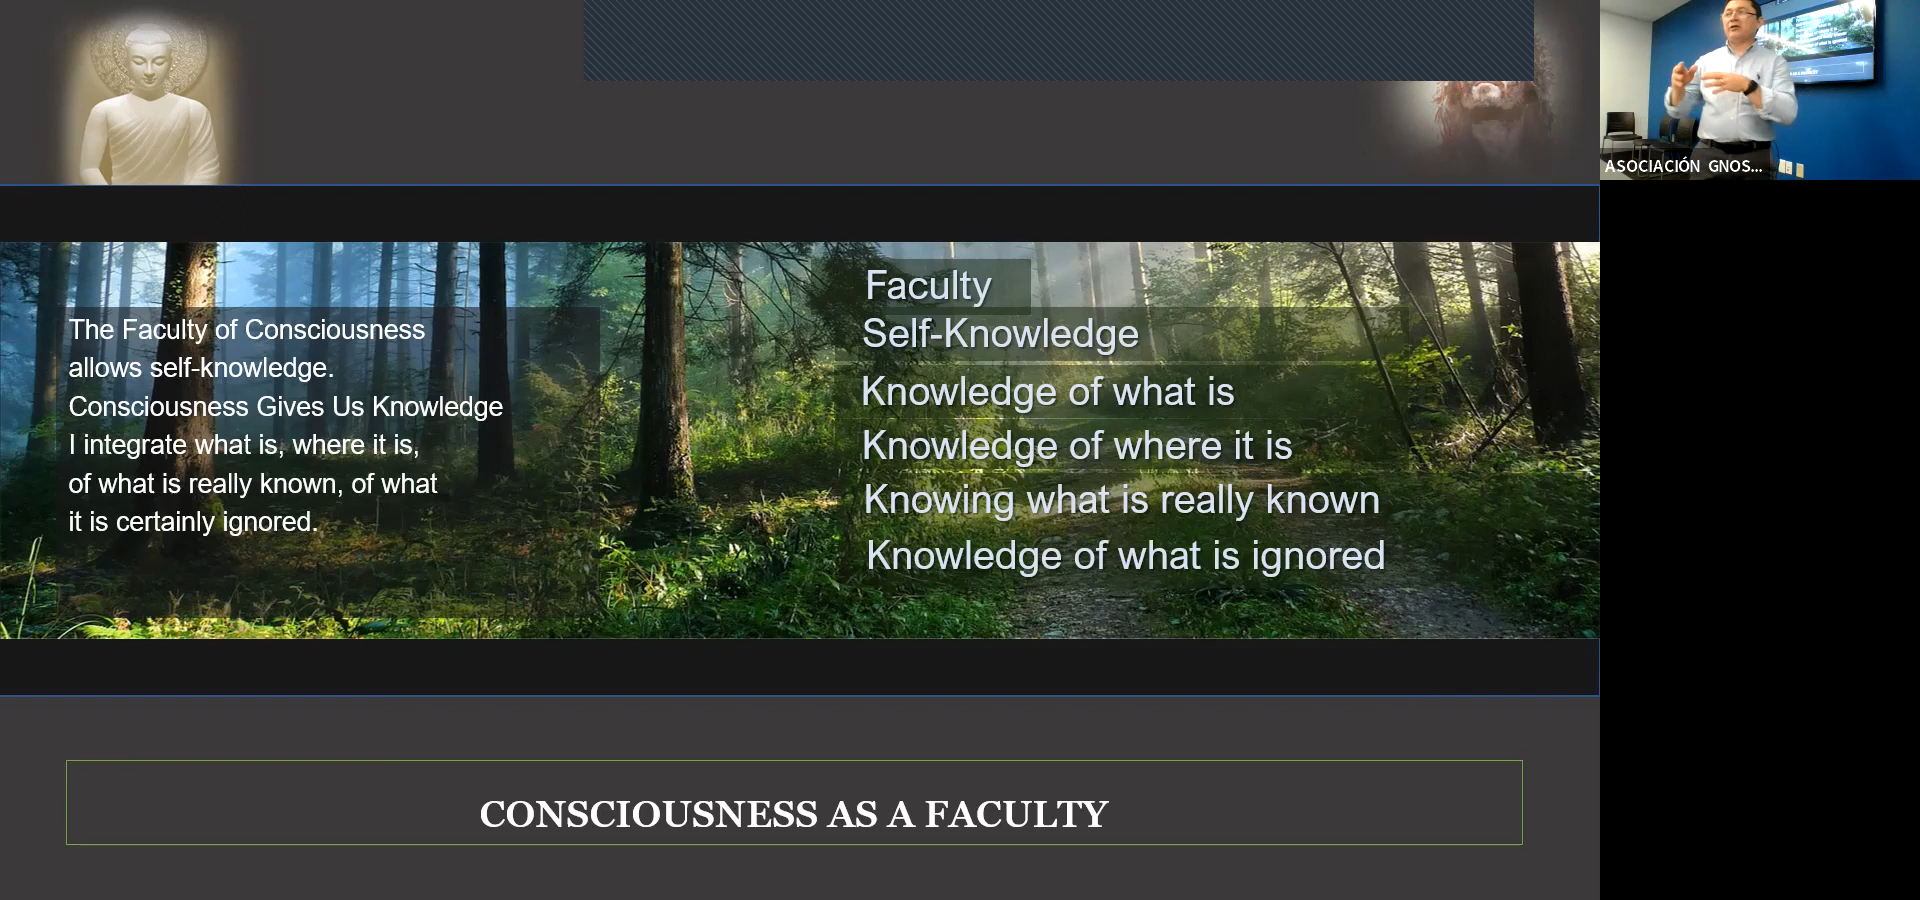 ASOCIACIÓN GNOS...
The Faculty of Consciousness
allows self-knowledge.
Consciousness Gives Us Knowledge
I integrate what is, where it is,
of what is really known, of what
it is certainly ignored.
Faculty
Self-Knowledge
Knowledge of what is
Knowledge of where it is
Knowing what is really known
Knowledge of what is ignored
CONSCIOUSNESS AS A FACULTY